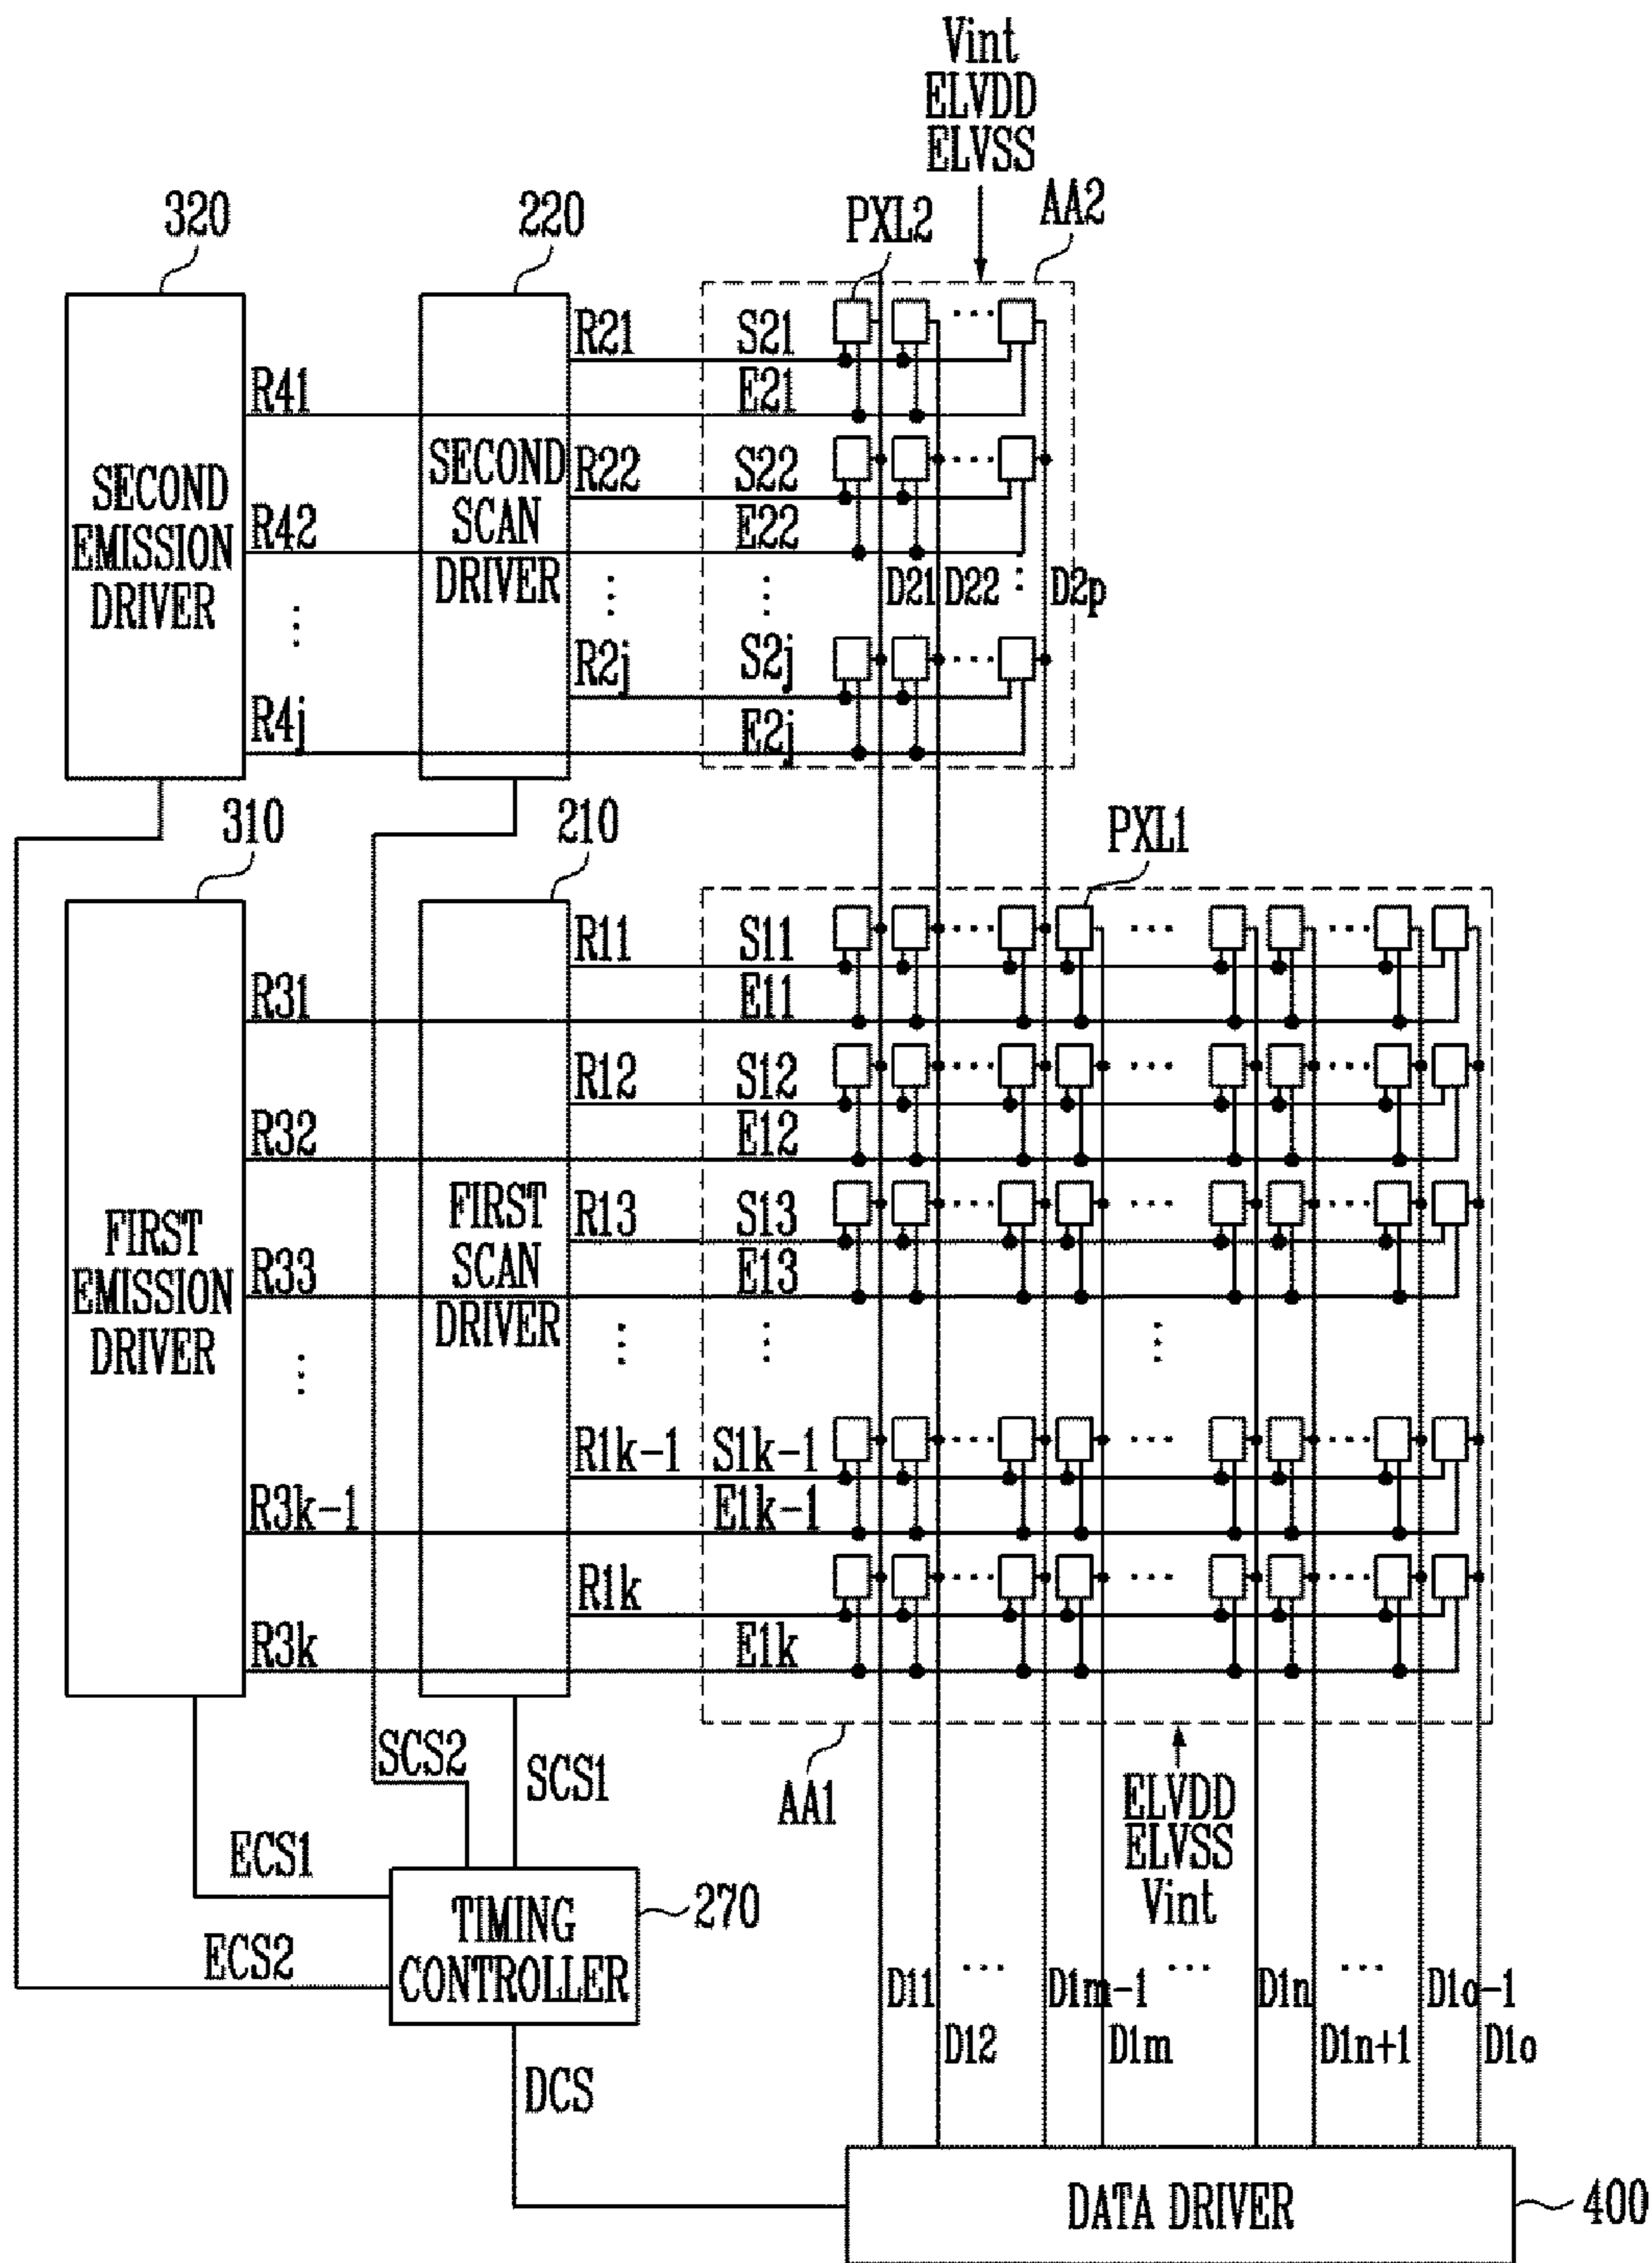 Vint
ELVDD
ELVSS
320
220
PXL2
AA2
R21
S21
R41
E21
SECOND
EMISSION
DRIVER
SECOND
SCAN
DRIVER
R22
S22
R42
E22
D21
D22
D2p
R2j
S2j
R4j
E2j
310
210
PXL1
R11
S11
R31
E11
R12
S12
R32
E12
FIRST
EMISSION
DRIVER
FIRST
SCAN
DRIVER
R13
S13
R33
E13
R1k-1
S1k-1
R3k-1
E1k-1
R1k
R3k
E1k
SCS2
SCS1
AA1
ELVDD
ELVSS
Vint
ECS1
ECS2
TIMING
CONTROLLER
270
D11
...
D1m-1
...
D1n
...
D1o-1
D12
D1m
D1n+1
D1o
DCS
DATA DRIVER
400